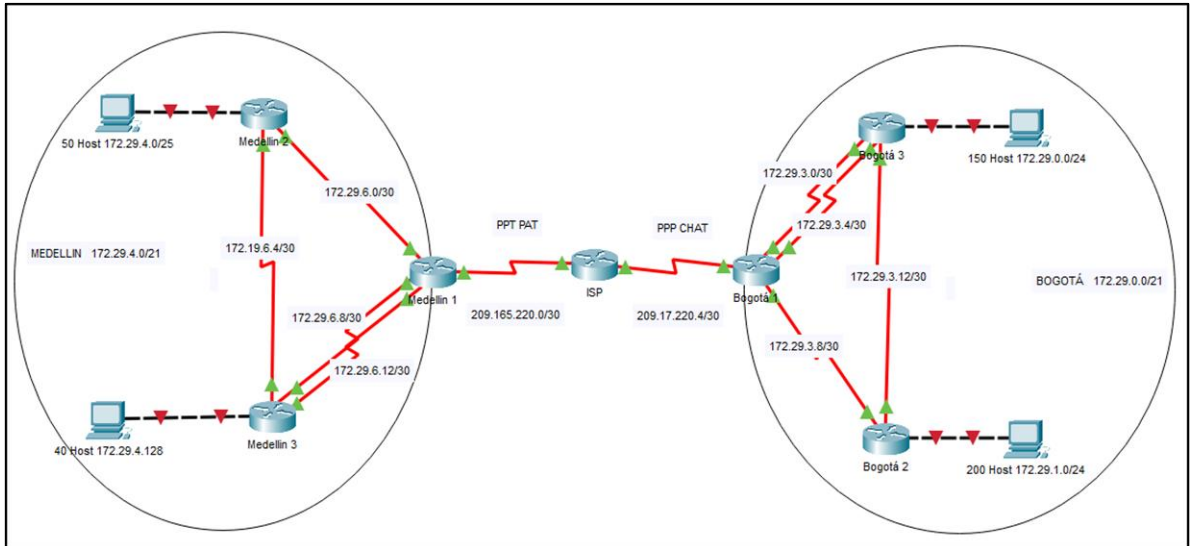 50 Host 172.29.4.0/25
Medellin 2
172.29.6.0/30
172.19.6.4/30
MEDELLIN 172.29.4.0/21
Medellin 1
172.29.6.8/30
172.29.6.12/30
40 Host 172.29.4.128
Medellin 3
PPT PAT
209.165.220.0/30
ISP
PPP CHAT
209.17.220.4/30
Bogotá 1
172.29.3.0/30
172.29.3.4/30
Bogotá 3
150 Host 172.29.0.0/24
172.29.3.12/30
BOGOTÁ 172.29.0.0/21
172.29.3.8/30
Bogotá 2
200 Host 172.29.1.0/24